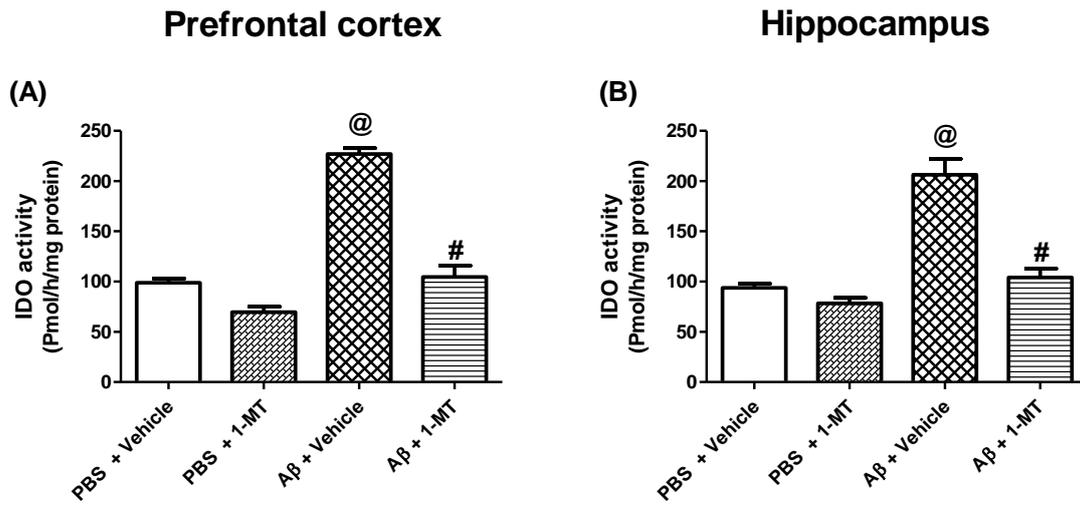 Prefrontal cortex
Hippocampus
(A)
IDO activity
(Pmol/h/mg protein)
250
200
150
100
50
0
@
#
PBS + Vehicle
PBS + 1-MT
Aβ + Vehicle
Aβ + 1-MT
(B)
IDO activity
(Pmol/h/mg protein)
250
200
150
100
50
0
@
#
PBS + Vehicle
PBS + 1-MT
Aβ + Vehicle
Aβ + 1-MT